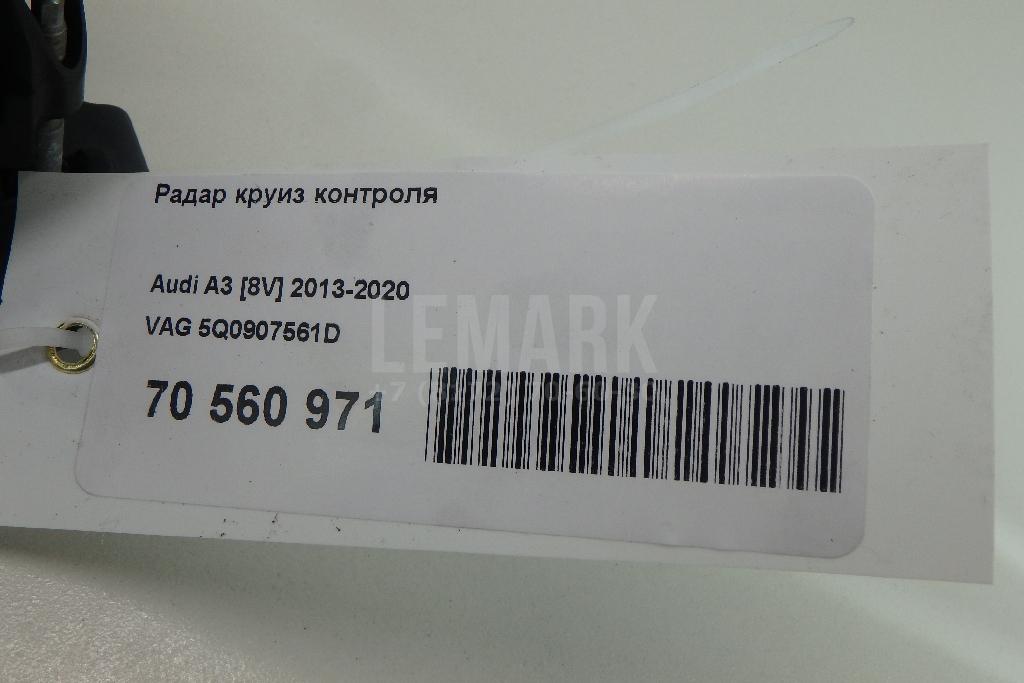 Радар круиз контроля
Audi A3 [8V] 2013-2020
VAG 5Q0907561D
LEMARK
70 560 971